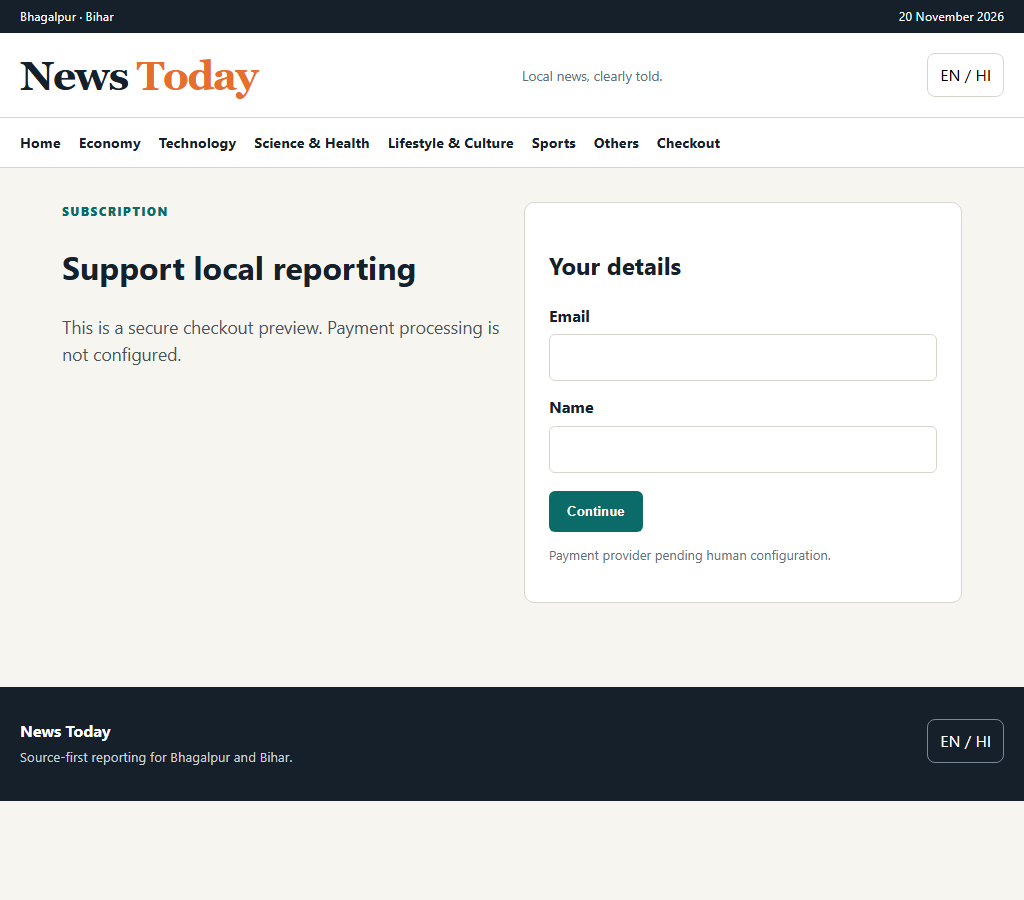 Bhagalpur · Bihar
20 November 2026
News Today
Local news, clearly told.
EN / HI
Home Economy Technology Science & Health Lifestyle & Culture Sports Others Checkout
SUBSCRIPTION
Support local reporting
This is a secure checkout preview. Payment processing is
not configured.
Your details
Email
Name
Continue
Payment provider pending human configuration.
News Today
Source-first reporting for Bhagalpur and Bihar.
EN / HI